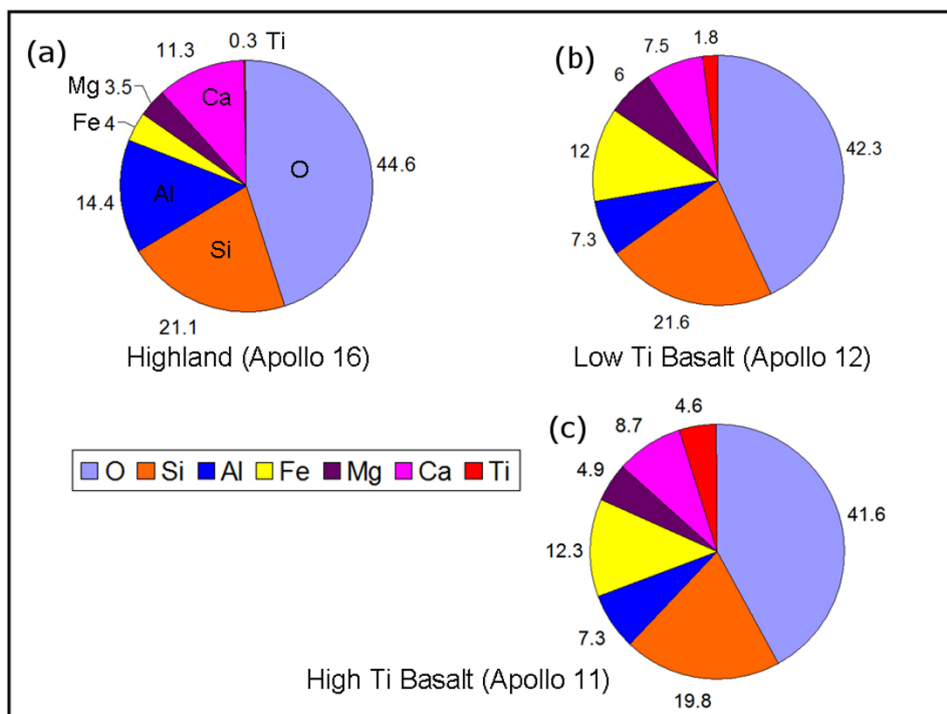 (a)
11.3
0.3 Ti
Mg 3.5
Fe 4
Ca
O
44.6
14.4
Al
Si
21.1
Highland (Apollo 16)
(b)
7.5
1.8
6
12
42.3
7.3
21.6
Low Ti Basalt (Apollo 12)
O Si Al Fe Mg Ca Ti
(c)
8.7
4.6
4.9
41.6
12.3
7.3
19.8
High Ti Basalt (Apollo 11)